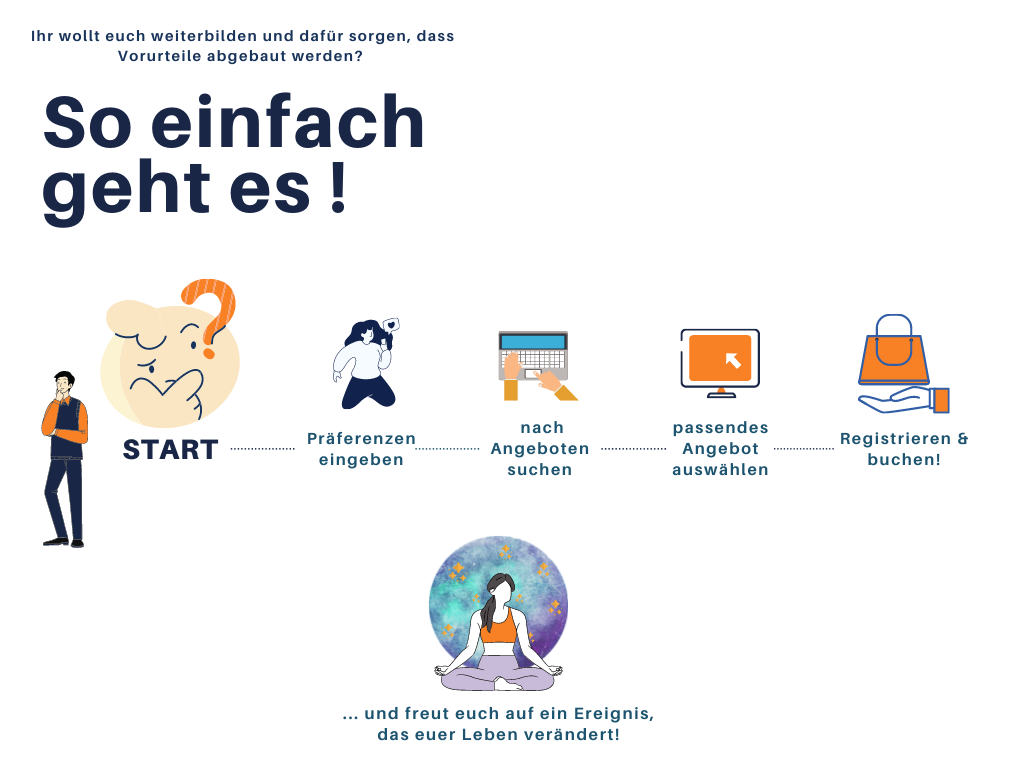 Ihr wollt euch weiterbilden und dafür sorgen, dass
Vorurteile abgebaut werden?
So einfach
geht es !
START
Präferenzen
eingeben
nach
Angeboten
suchen
passendes
Angebot
auswählen
Registrieren &
buchen!
... und freut euch auf ein Ereignis,
das euer Leben verändert!